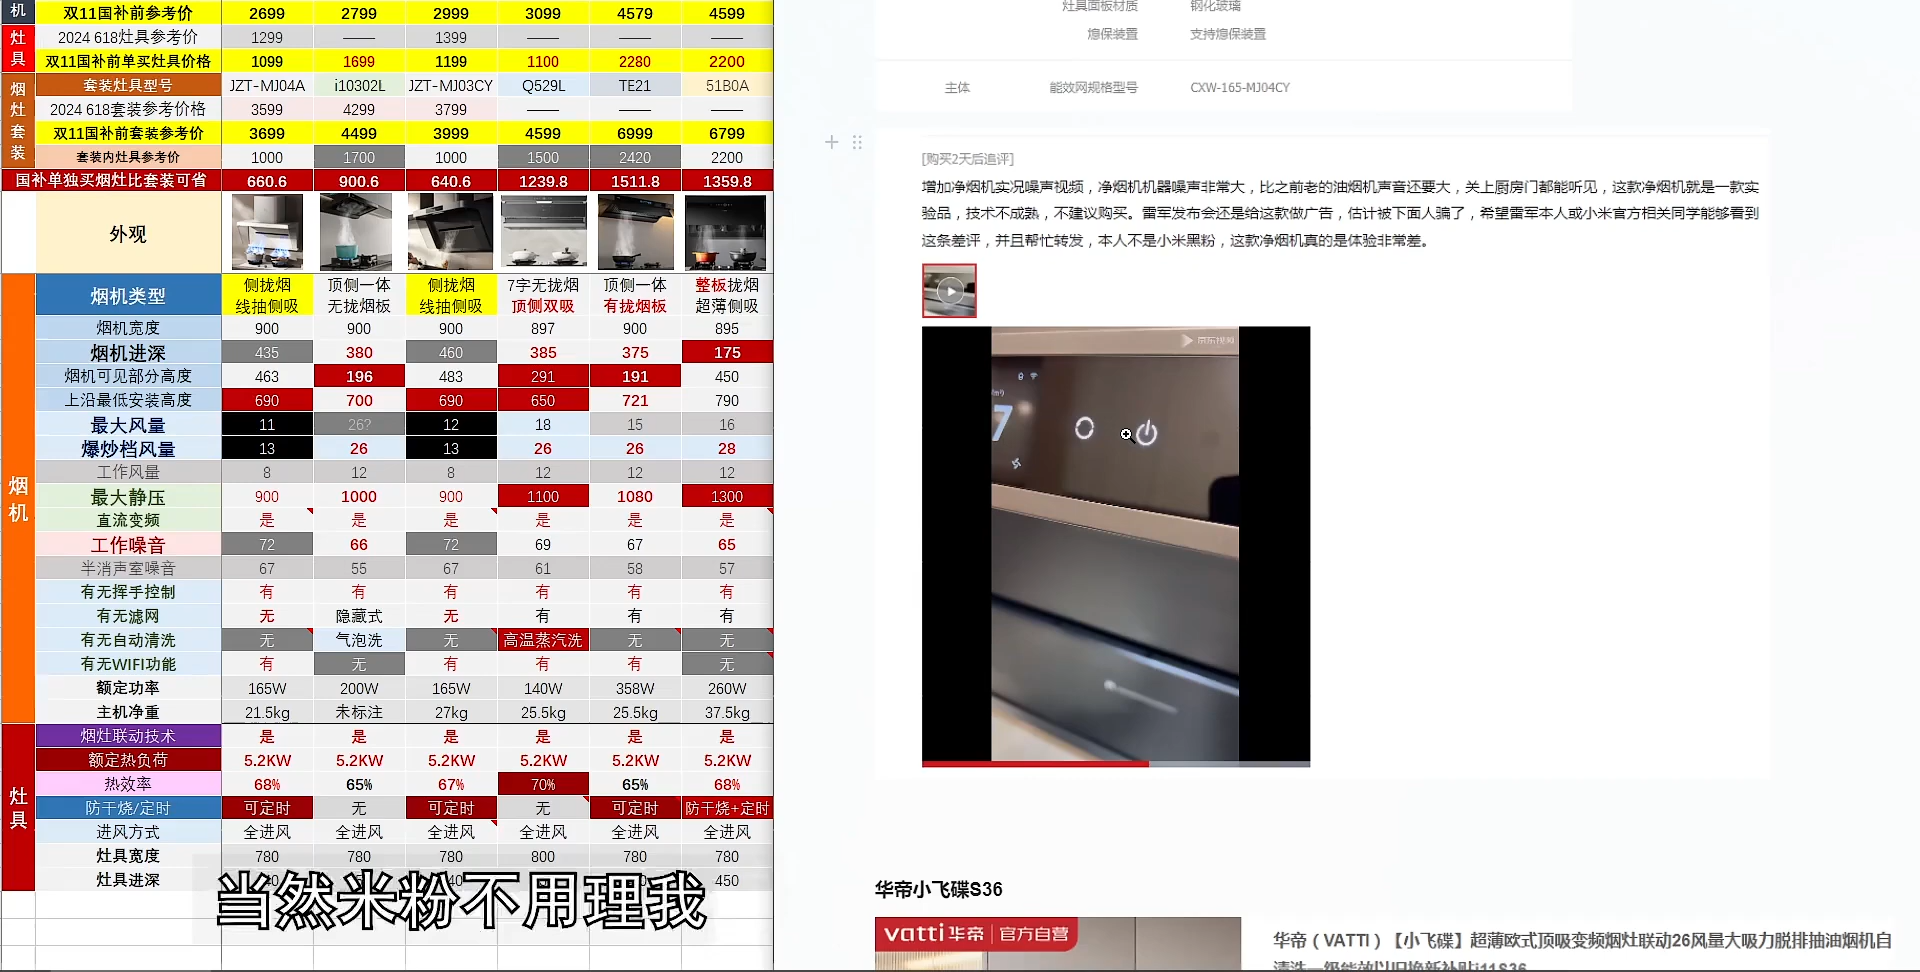 机 双11国补前参考价 2699 2799 2999 3099 4579 4599
灶具 2024 618灶具参考价 1299 —— 1399 —— —— ——
双11国补前单买灶具价格 1099 1699 1199 1100 2280 2200
烟灶套装 套装灶具型号 JZT-MJ04A i10302L JZT-MJ03CY Q529L TE21 51B0A
2024 618套装参考价格 3599 4299 3799 —— —— ——
双11国补前套装参考价 3699 4499 3999 4599 6999 6799
套装内灶具参考价 1000 1700 1000 1500 2420 2200
国补单独买烟灶比套装可省 660.6 900.6 640.6 1239.8 1511.8 1359.8
外观
烟机 烟机类型 侧拢烟 顶侧一体 侧拢烟 7字无拢烟 顶侧一体 整板拢烟
线抽侧吸 无拢烟板 线抽侧吸 顶侧双吸 有拢烟板 超薄侧吸
烟机宽度 900 900 900 897 900 895
烟机进深 435 380 460 385 375 175
烟机可见部分高度 463 196 483 291 191 450
上沿最低安装高度 690 700 690 650 721 790
最大风量 11 26? 12 18 15 16
爆炒档风量 13 26 13 26 26 28
工作风量 8 12 8 12 12 12
最大静压 900 1000 900 1100 1080 1300
直流变频 是 是 是 是 是 是
工作噪音 72 66 72 69 67 65
半消声室噪音 67 55 67 61 58 57
有无挥手控制 有 有 有 有 有 有
有无滤网 无 隐藏式 无 有 有 有
有无自动清洗 无 气泡洗 无 高温蒸汽洗 无 无
有无WIFI功能 有 无 有 有 有 无
额定功率 165W 200W 165W 140W 358W 260W
主机净重 21.5kg 未标注 27kg 25.5kg 25.5kg 37.5kg
灶具 烟灶联动技术 是 是 是 是 是 是
额定热负荷 5.2KW 5.2KW 5.2KW 5.2KW 5.2KW 5.2KW
热效率 68% 65% 67% 70% 65% 68%
防干烧/定时 可定时 无 可定时 无 可定时 防干烧+定时
进风方式 全进风 全进风 全进风 全进风 全进风 全进风
灶具宽度 780 780 780 800 780 780
灶具进深 450
当然米粉不用理我
灶具面板材质 钢化玻璃
熄保装置 支持熄保装置
主体 能效网规格型号 CXW-165-MJ04CY
[购买2天后追评]
增加净烟机实况噪声视频，净烟机机器噪声非常大，比之前老的油烟机声音还要大，关上厨房门都能听见，这款净烟机就是一款实
验品，技术不成熟，不建议购买。雷军发布会还是给这款做广告，估计被下面人骗了，希望雷军本人或小米官方相关同学能够看到
这条差评，并且帮忙转发，本人不是小米黑粉，这款净烟机真的是体验非常差。
京东视频
7
华帝小飞碟S36
vatti华帝 官方自营
华帝（VATTI）【小飞碟】超薄欧式顶吸变频烟灶联动26风量大吸力脱排抽油烟机自
清洗一级能效以旧换新补贴i11S36